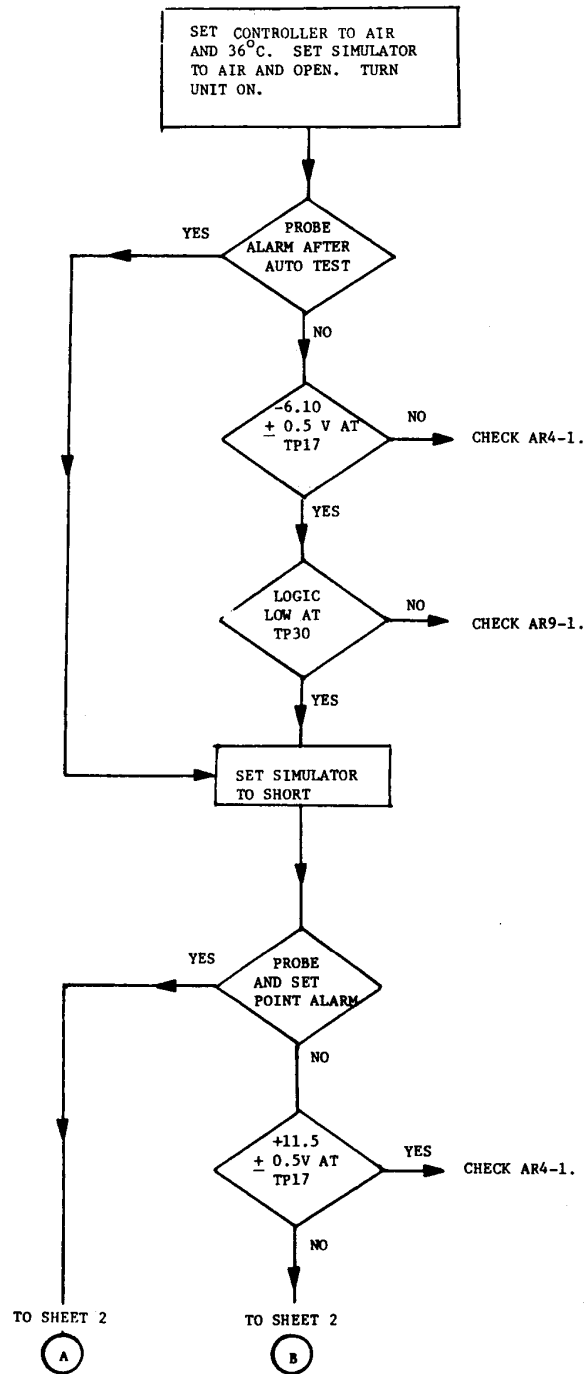 SET CONTROLLER TO AIR
AND 36°C. SET SIMULATOR
TO AIR AND OPEN. TURN
UNIT ON.
YES
PROBE
ALARM AFTER
AUTO TEST
NO
-6.10
± 0.5 V AT
TP17
NO
CHECK AR4-1.
YES
LOGIC
LOW AT
TP30
NO
CHECK AR9-1.
YES
SET SIMULATOR
TO SHORT
YES
PROBE
AND SET
POINT ALARM
NO
+11.5
± 0.5V AT
TP17
YES
CHECK AR4-1.
NO
TO SHEET 2
A
TO SHEET 2
B